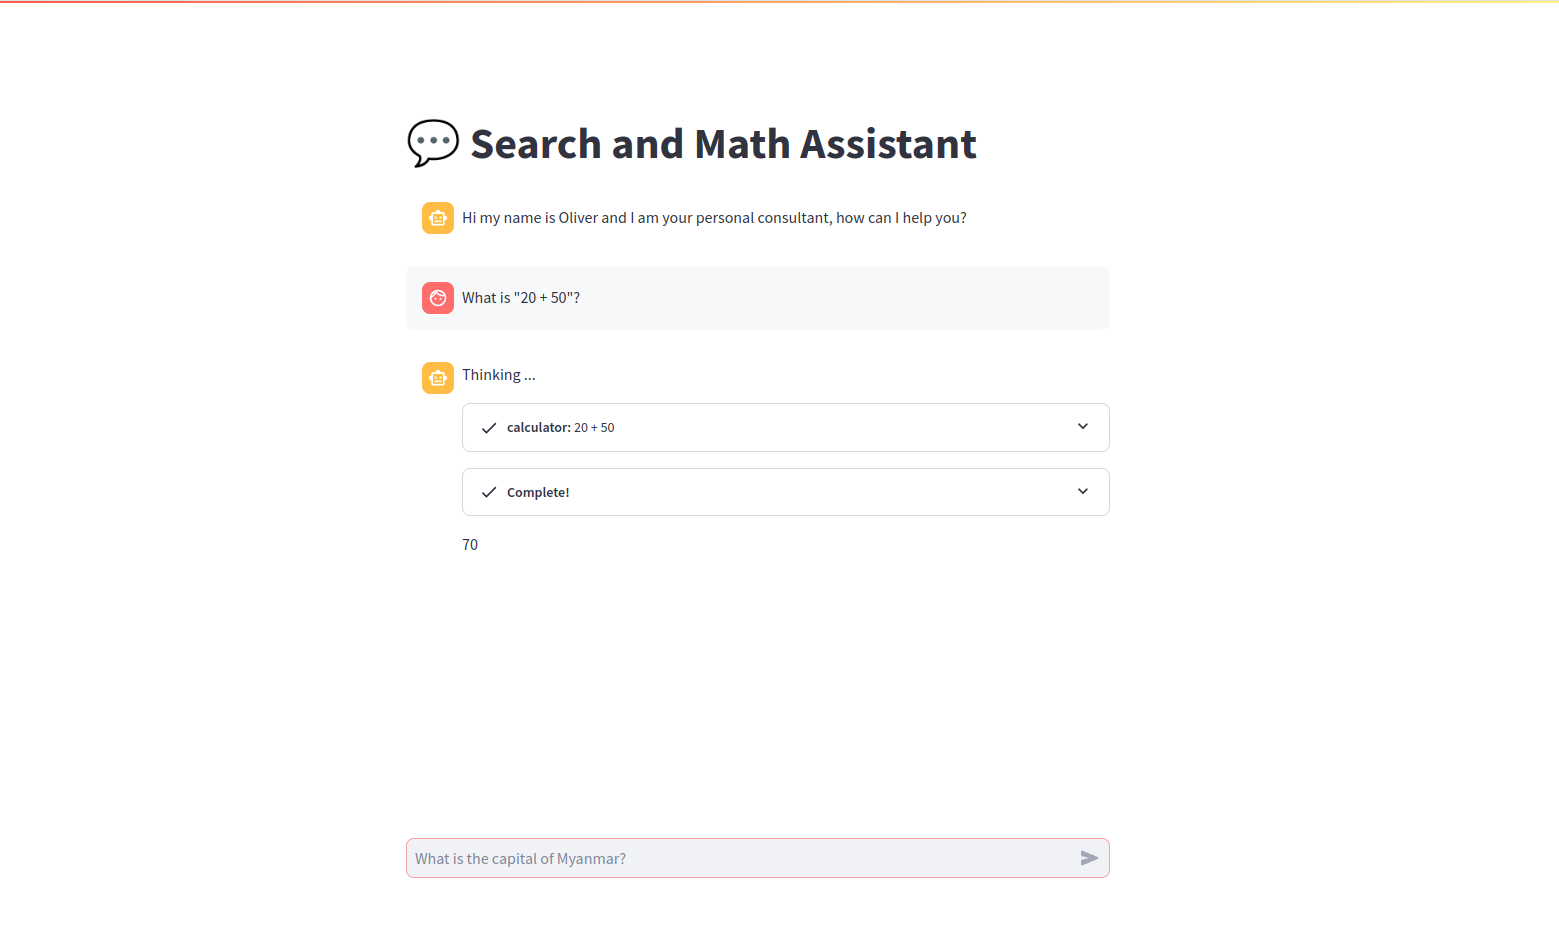 💬 Search and Math Assistant
Hi my name is Oliver and I am your personal consultant, how can I help you?
What is "20 + 50"?
Thinking ...
calculator: 20 + 50
Complete!
70
What is the capital of Myanmar?